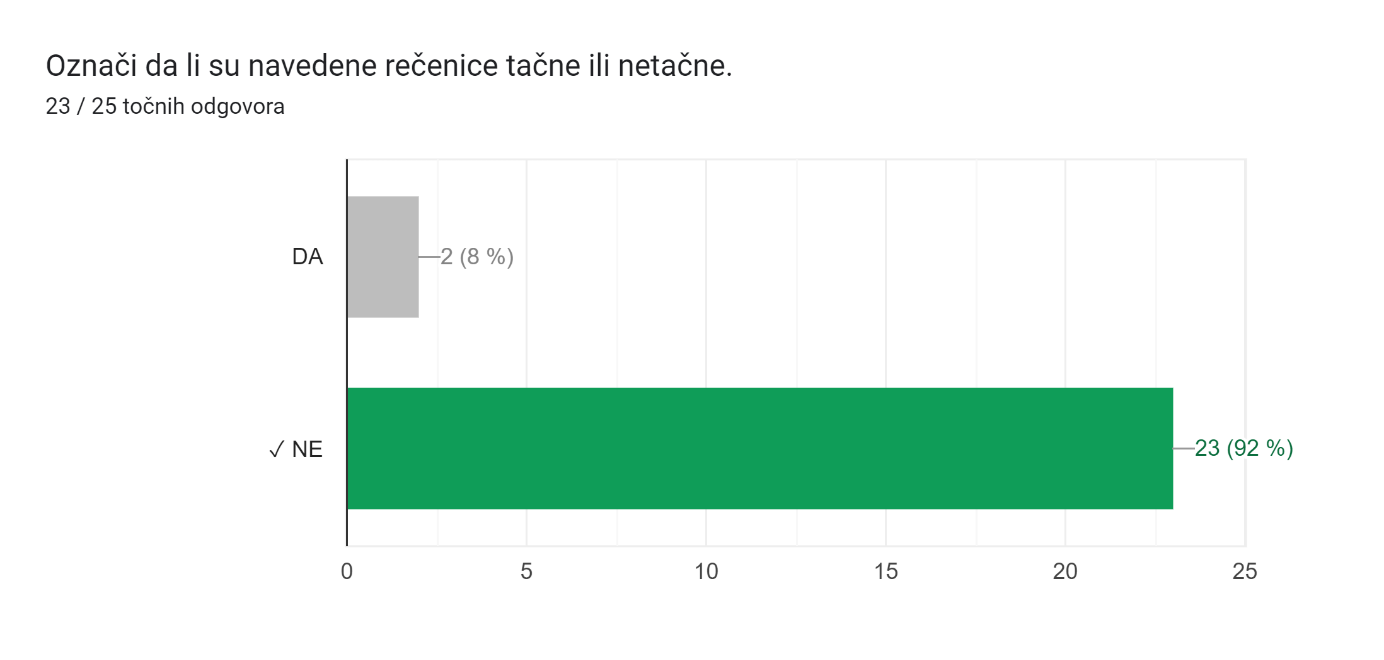 Označi da li su navedene rečenice tačne ili netačne.
23 / 25 točnih odgovora
DA
2 (8 %)
✓ NE
23 (92 %)
0 5 10 15 20 25